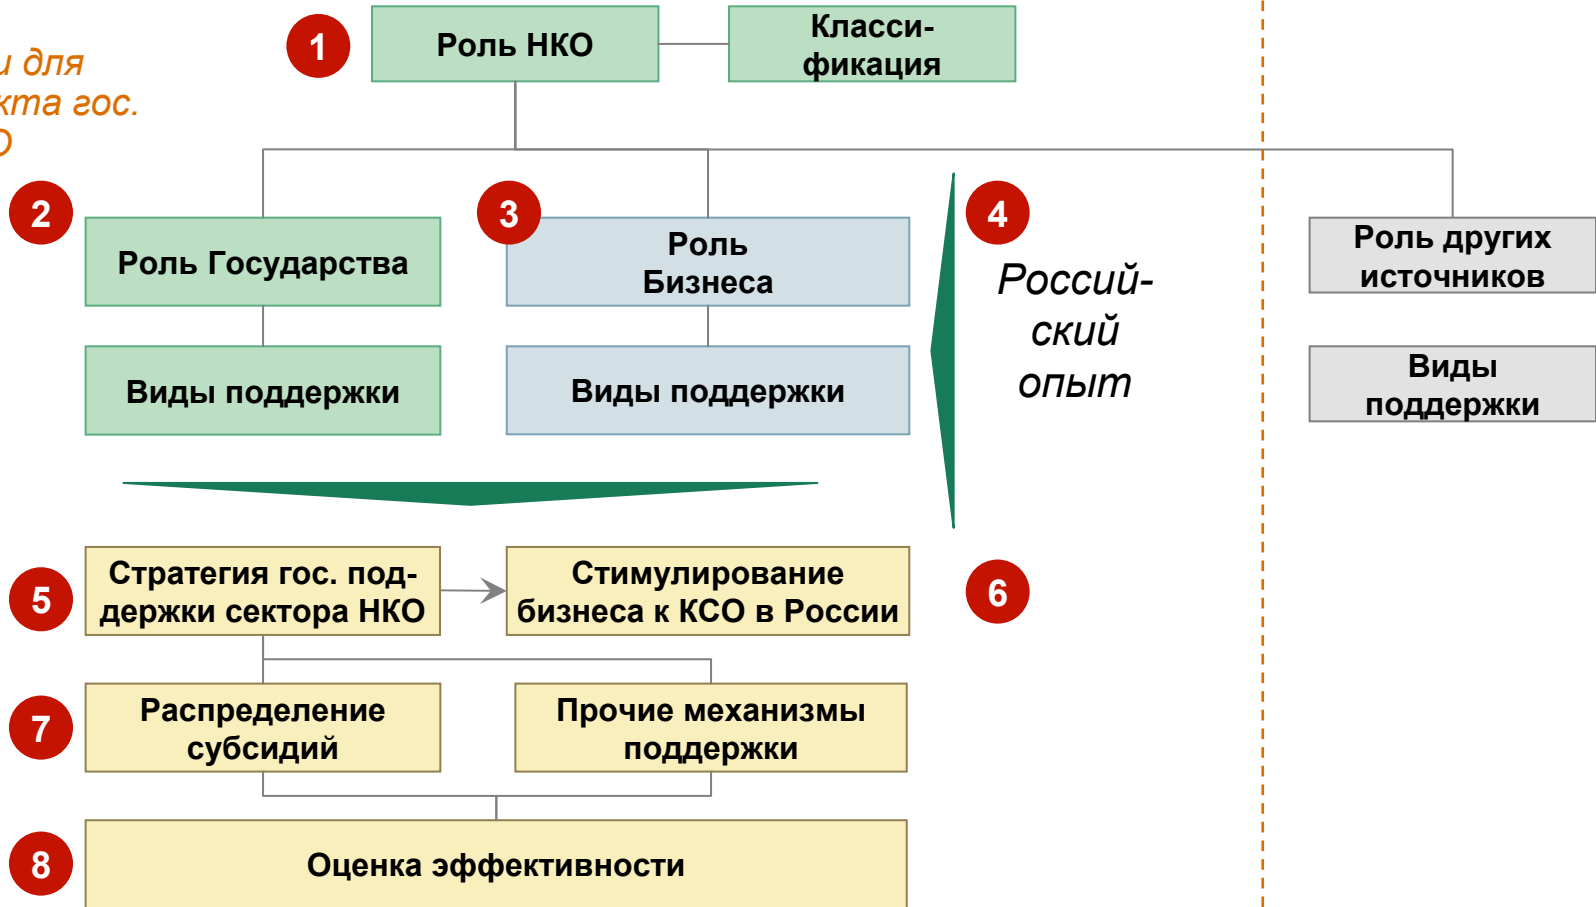 1
Роль НКО
Класси-
фикация
для
гос.
2
Роль Государства
Виды поддержки
3
Роль
Бизнеса
Виды поддержки
4
Россий-
ский
опыт
Роль других
источников
Виды
поддержки
5
Стратегия гос. под-
держки сектора НКО
Стимулирование
бизнеса к КСО в России
6
7
Распределение
субсидий
Прочие механизмы
поддержки
8
Оценка эффективности